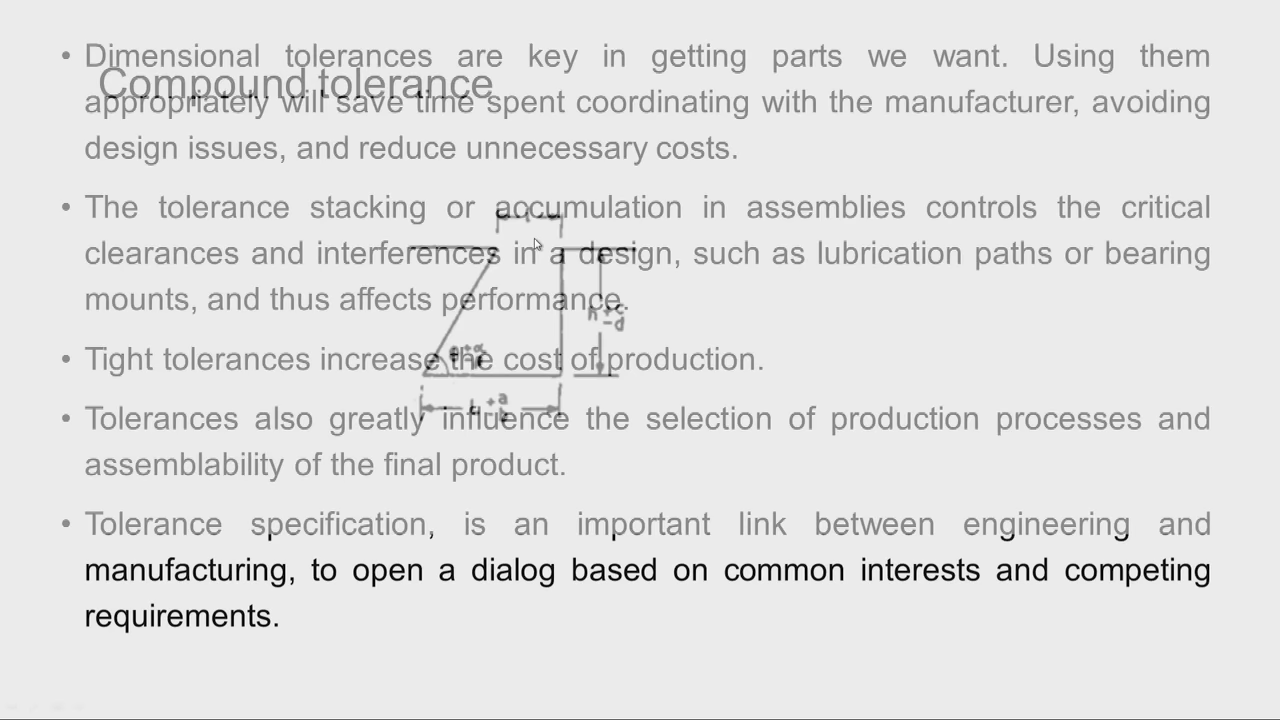 Compound tolerance
• Dimensional tolerances are key in getting parts we want. Using them
appropriately will save time spent coordinating with the manufacturer, avoiding
design issues, and reduce unnecessary costs.
• The tolerance stacking or accumulation in assemblies controls the critical
clearances and interferences in a design, such as lubrication paths or bearing
mounts, and thus affects performance.
• Tight tolerances increase the cost of production.
• Tolerances also greatly influence the selection of production processes and
assemblability of the final product.
• Tolerance specification, is an important link between engineering and
manufacturing, to open a dialog based on common interests and competing
requirements.
h +c
-d
+a